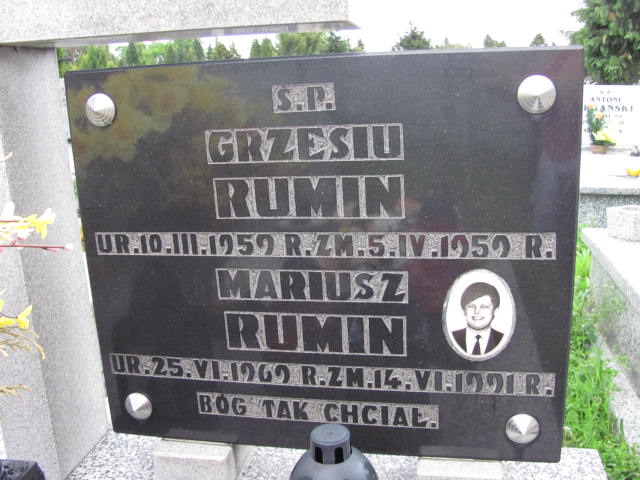 Ś.P.
GRZESIU
RUMIN
UR.10.III.1959 R.ZM.5.IV.1959 R.
MARIUSZ
RUMIN
UR.25.VI.1969 R.ZM.14.VI.1991 R.
BÓG TAK CHCIAŁ.
ANTONI